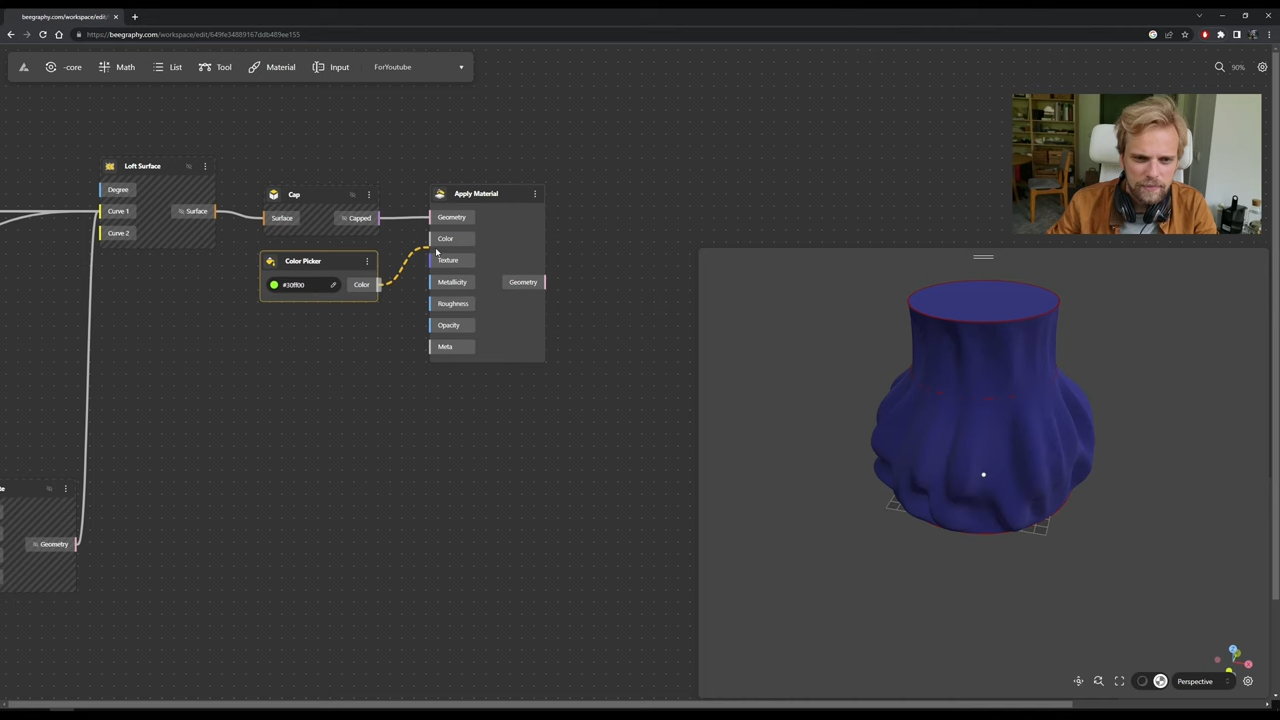 beegraphy.com/workspace/edit/
https://beegraphy.com/workspace/edit/649fe34889167ddb489ee155
-core
Math
List
Tool
Material
Input
ForYoutube
90%
Loft Surface
Degree
Curve 1
Surface
Curve 2
Cap
Surface
Capped
Color Picker
#30ff00
Color
Apply Material
Geometry
Color
Texture
Metallicity
Geometry
Roughness
Opacity
Meta
Geometry
Perspective